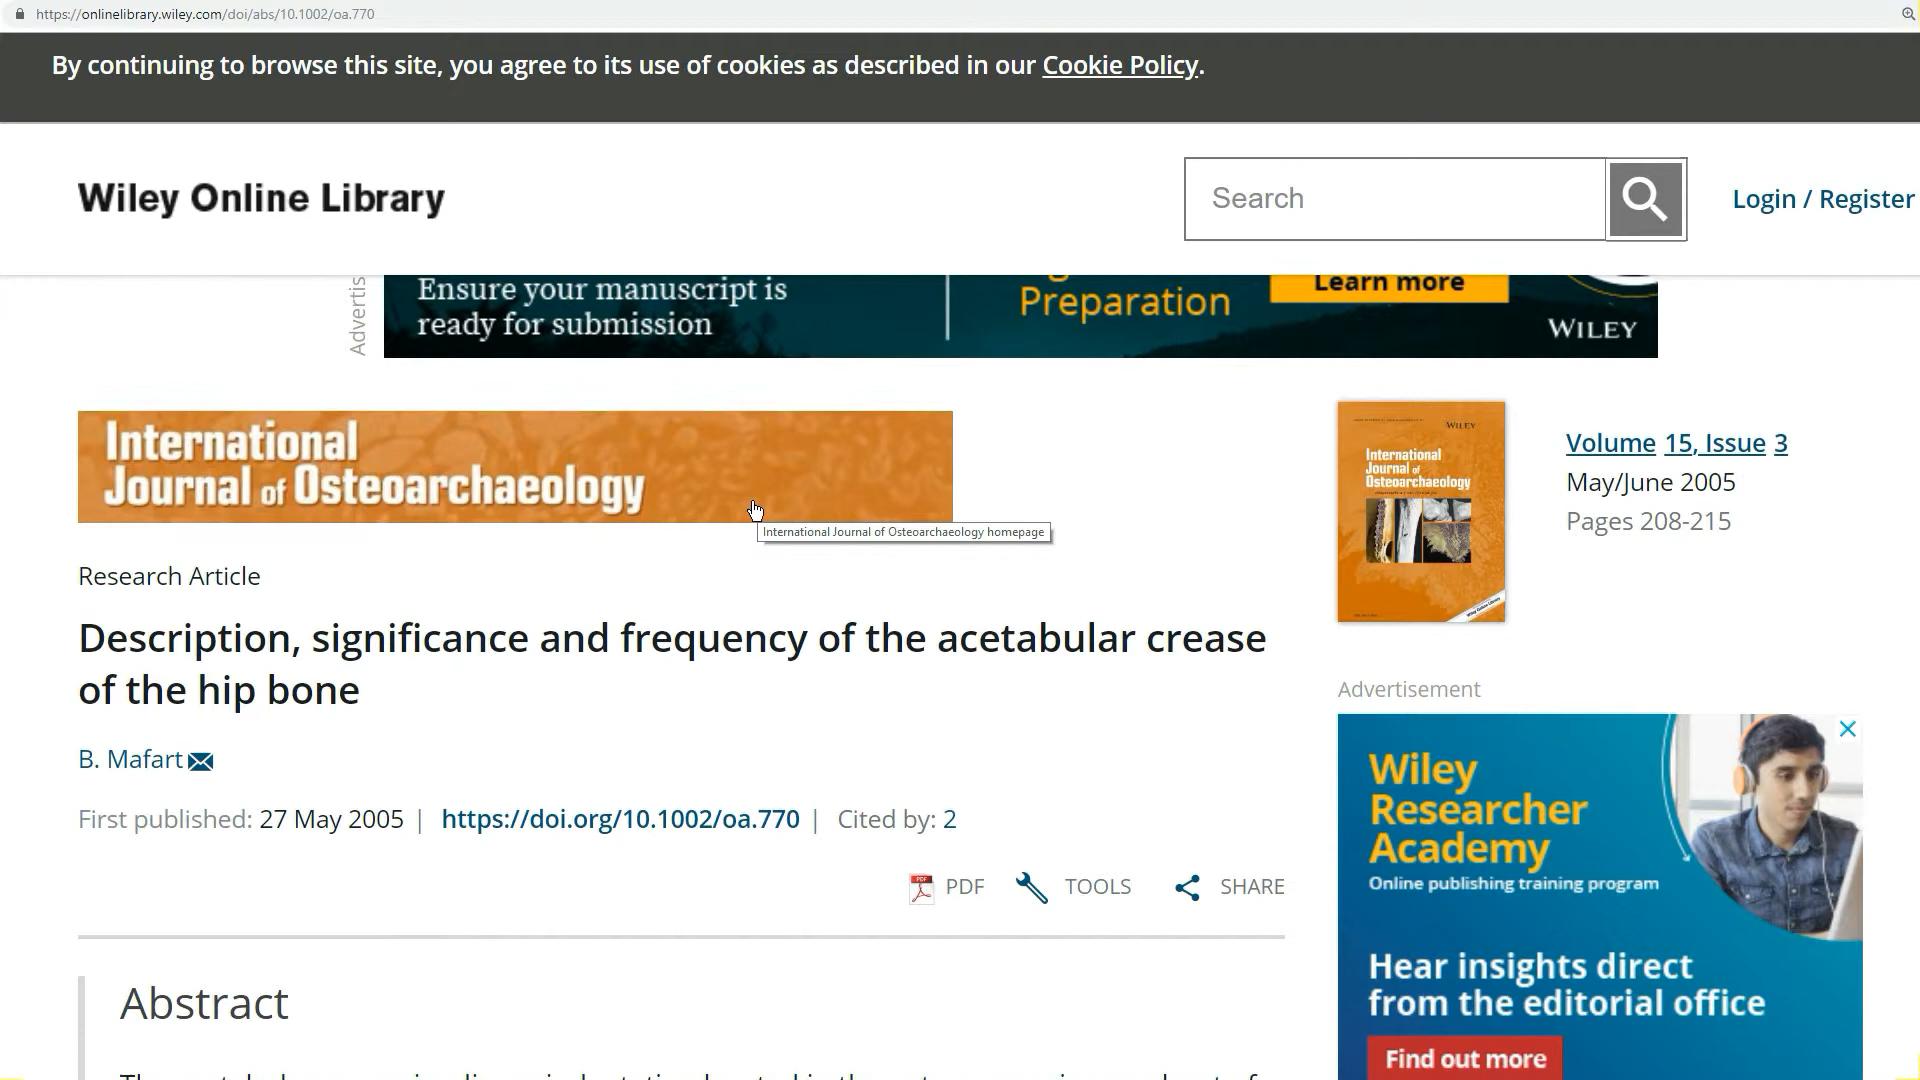 https://onlinelibrary.wiley.com/doi/abs/10.1002/oa.770
By continuing to browse this site, you agree to its use of cookies as described in our Cookie Policy.
Wiley Online Library
Search
Login / Register
Advertis
Ensure your manuscript is
ready for submission
Preparation
Learn more
WILEY
International
Journal of Osteoarchaeology
International Journal of Osteoarchaeology homepage
WILEY
International
Journal of
Osteoarchaeology
Volume 15, Issue 3
May/June 2005
Pages 208-215
Research Article
Description, significance and frequency of the acetabular crease
of the hip bone
B. Mafart
First published: 27 May 2005 | https://doi.org/10.1002/oa.770 | Cited by: 2
PDF TOOLS SHARE
Abstract
Advertisement
Wiley
Researcher
Academy
Online publishing training program
Hear insights direct
from the editorial office
Find out more